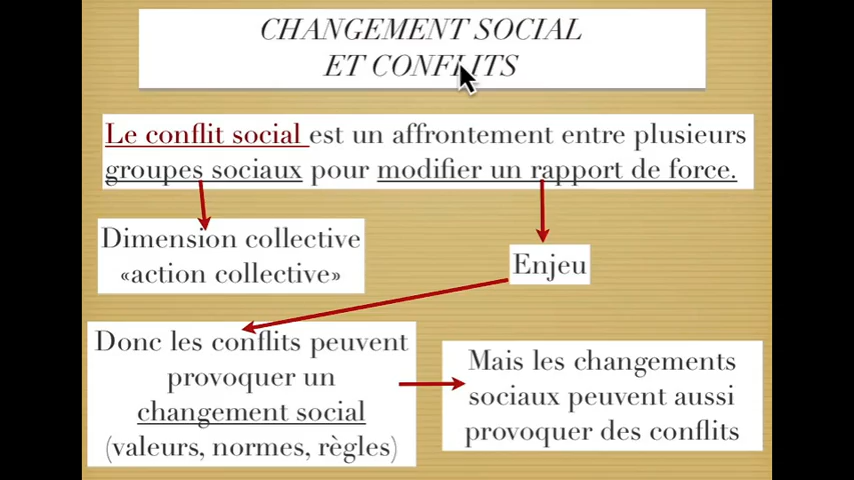 CHANGEMENT SOCIAL
ET CONFLITS
Le conflit social est un affrontement entre plusieurs
groupes sociaux pour modifier un rapport de force.
Dimension collective
«action collective»
Enjeu
Donc les conflits peuvent
provoquer un
changement social
(valeurs, normes, règles)
Mais les changements
sociaux peuvent aussi
provoquer des conflits